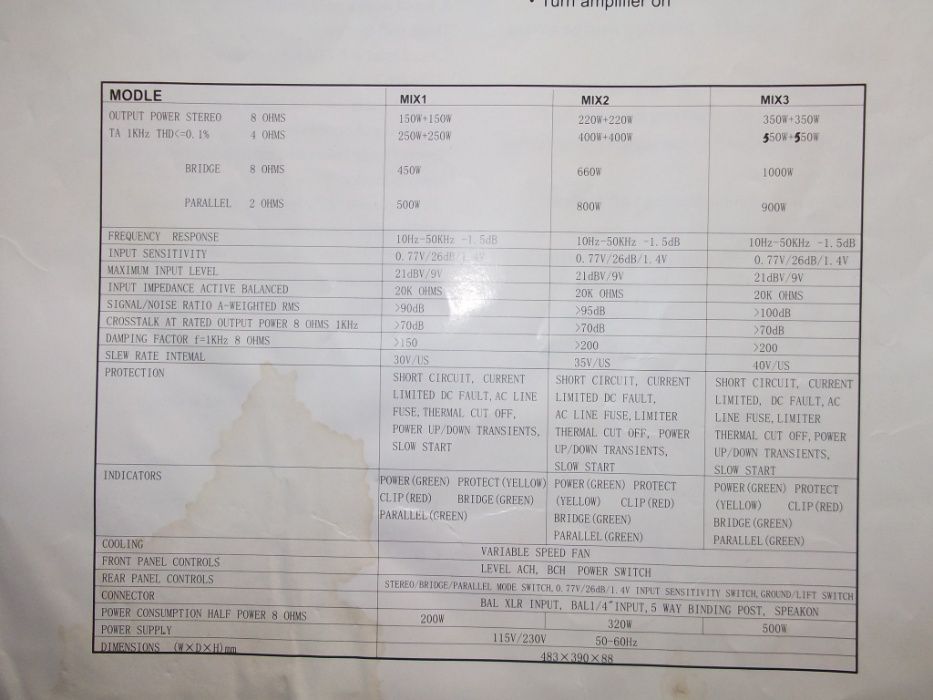 • Turn amplifier on
MODLE MIX1 MIX2 MIX3
OUTPUT POWER STEREO 8 OHMS 150W+150W 220W+220W 350W+350W
TA 1KHz THD<=0.1% 4 OHMS 250W+250W 400W+400W 550W+550W
BRIDGE 8 OHMS 450W 660W 1000W
PARALLEL 2 OHMS 500W 800W 900W
FREQUENCY RESPONSE 10Hz-50KHz -1.5dB 10Hz-50KHz -1.5dB 10Hz-50KHz -1.5dB
INPUT SENSITIVITY 0.77V/26dB/1.4V 0.77V/26dB/1.4V 0.77V/26dB/1.4V
MAXIMUM INPUT LEVEL 21dBV/9V 21dBV/9V 21dBV/9V
INPUT IMPEDANCE ACTIVE BALANCED 20K OHMS 20K OHMS 20K OHMS
SIGNAL/NOISE RATIO A-WEIGHTED RMS >90dB >95dB >100dB
CROSSTALK AT RATED OUTPUT POWER 8 OHMS 1KHz >70dB >70dB >70dB
DAMPING FACTOR f=1KHz 8 OHMS >150 >200 >200
SLEW RATE INTEMAL 30V/US 35V/US 40V/US
PROTECTION
SHORT CIRCUIT, CURRENT
LIMITED DC FAULT, AC LINE
FUSE, THERMAL CUT OFF,
POWER UP/DOWN TRANSIENTS,
SLOW START
SHORT CIRCUIT, CURRENT
LIMITED DC FAULT,
AC LINE FUSE, LIMITER
THERMAL CUT OFF, POWER
UP/DOWN TRANSIENTS,
SLOW START
SHORT CIRCUIT, CURRENT
LIMITED, DC FAULT, AC
LINE FUSE, LIMITER
THERMAL CUT OFF, POWER
UP/DOWN TRANSIENTS,
SLOW START
INDICATORS
POWER(GREEN) PROTECT(YELLOW)
CLIP(RED) BRIDGE(GREEN)
PARALLEL(GREEN)
POWER(GREEN) PROTECT
(YELLOW) CLIP(RED)
BRIDGE(GREEN)
PARALLEL(GREEN)
POWER(GREEN) PROTECT
(YELLOW) CLIP(RED)
BRIDGE(GREEN)
PARALLEL(GREEN)
COOLING VARIABLE SPEED FAN
FRONT PANEL CONTROLS LEVEL ACH, BCH POWER SWITCH
REAR PANEL CONTROLS STEREO/BRIDGE/PARALLEL MODE SWITCH, 0.77V/26dB/1.4V INPUT SENSITIVITY SWITCH, GROUND/LIFT SWITCH
CONNECTOR BAL XLR INPUT, BAL1/4"INPUT, 5 WAY BINDING POST, SPEAKON
POWER CONSUMPTION HALF POWER 8 OHMS 200W 320W 500W
POWER SUPPLY 115V/230V 50-60Hz
DIMENSIONS (W×D×H)mm 483×390×88